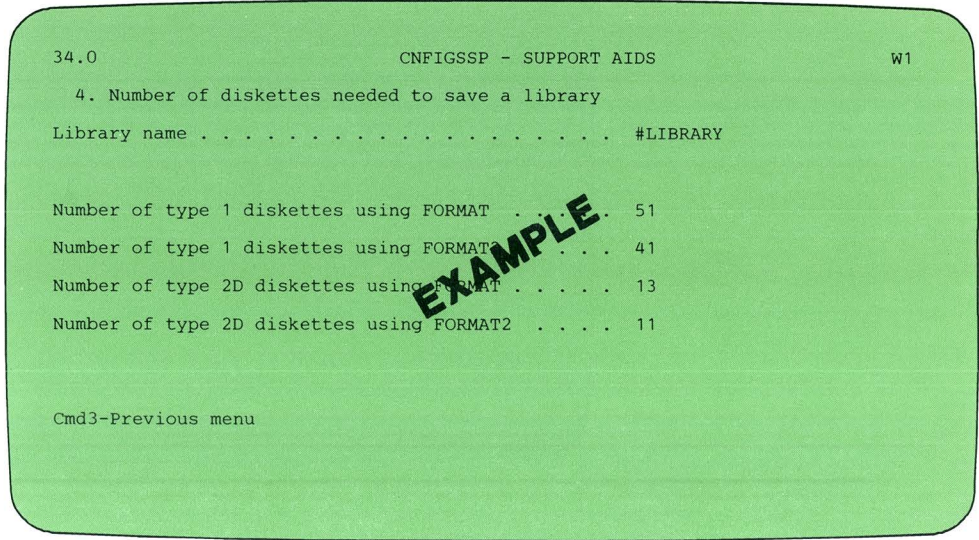 34.0 CNFIGSSP - SUPPORT AIDS W1
4. Number of diskettes needed to save a library
Library name . . . . . . . . . . . . . . . . . . . #LIBRARY
Number of type 1 diskettes using FORMAT . . . . . 51
Number of type 1 diskettes using FORMAT2 . . . . 41
Number of type 2D diskettes using FORMAT . . . . . 13
Number of type 2D diskettes using FORMAT2 . . . . 11
EXAMPLE
Cmd3-Previous menu